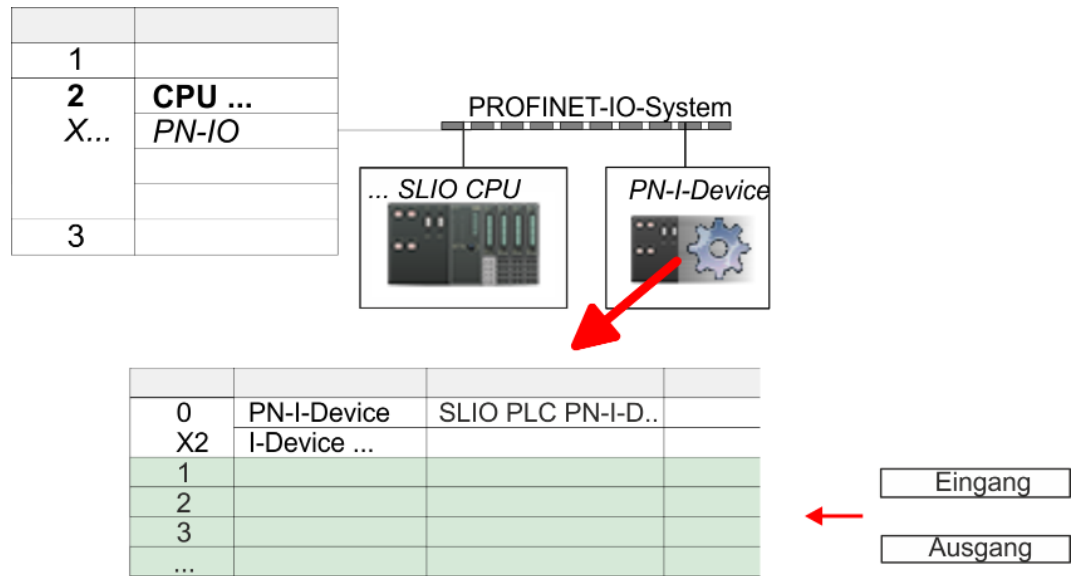 1
2 CPU ...
X... PN-IO
3
PROFINET-IO-System
... SLIO CPU
PN-I-Device
0 PN-I-Device SLIO PLC PN-I-D..
X2 I-Device ...
1
2
3
...
Eingang
Ausgang